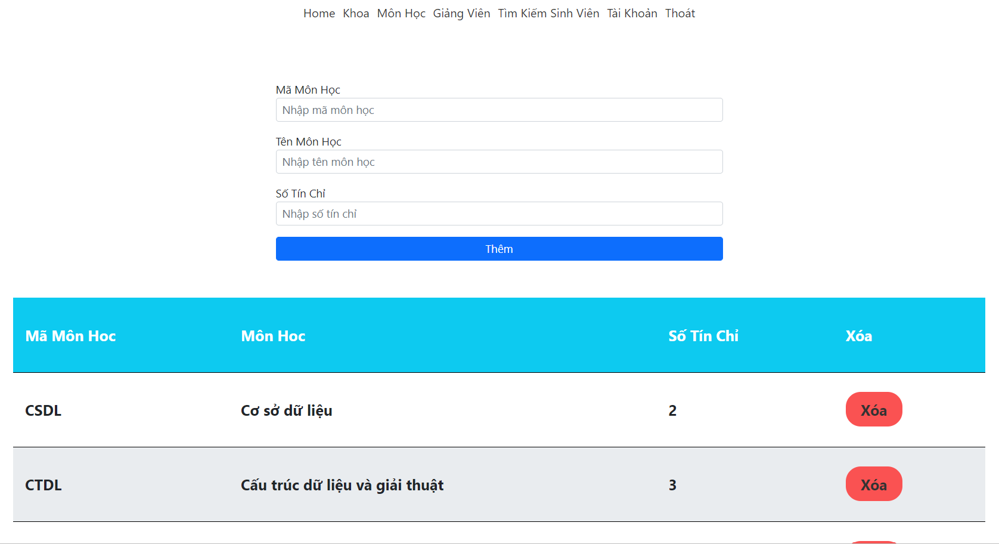 Home Khoa Môn Học Giảng Viên Tìm Kiếm Sinh Viên Tài Khoản Thoát
Mã Môn Học
Nhập mã môn học
Tên Môn Học
Nhập tên môn học
Số Tín Chỉ
Nhập số tín chỉ
Thêm
Mã Môn Hoc Môn Hoc Số Tín Chỉ Xóa
CSDL Cơ sở dữ liệu 2 Xóa
CTDL Cấu trúc dữ liệu và giải thuật 3 Xóa